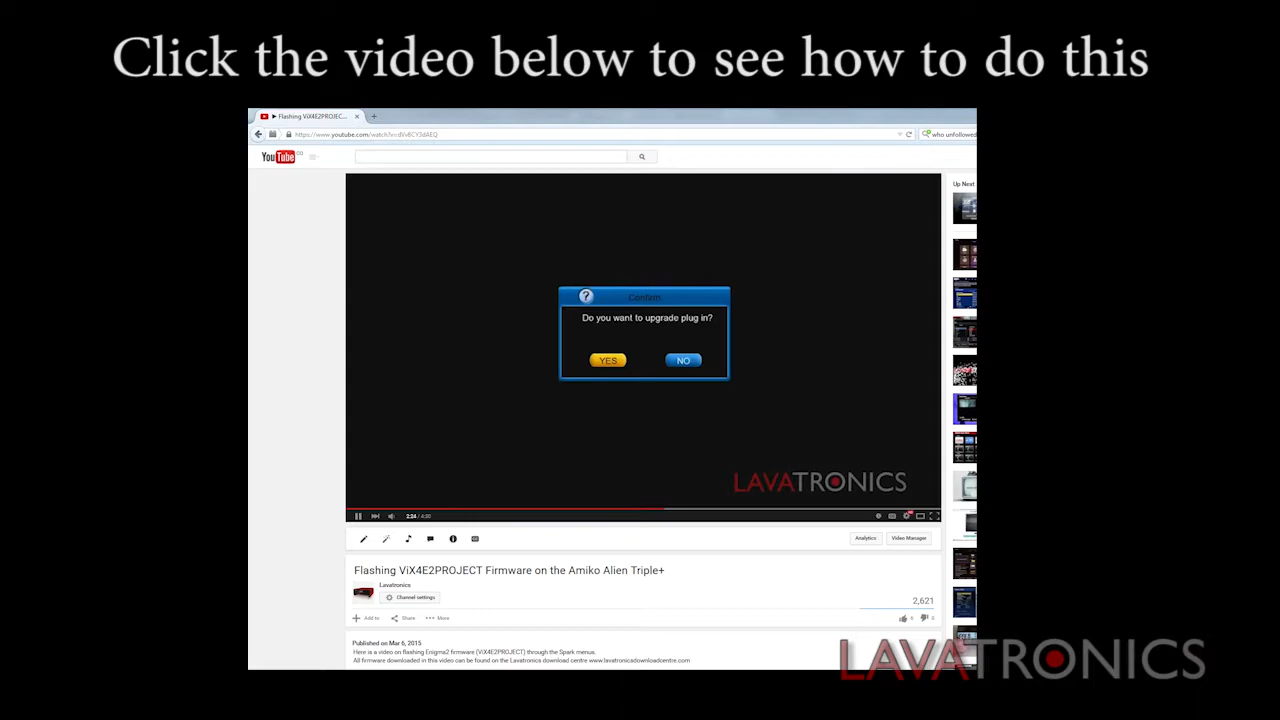 Click the video below to see how to do this
Flashing ViX4E2PROJEC...
who unfollowed
YouTube
Up Next
Confirm
Do you want to upgrade plug in?
YES NO
LAVATRONICS
2:24 / 4:30
Analytics Video Manager
Flashing ViX4E2PROJECT Firmware on the Amiko Alien Triple+
Lavatronics
Channel settings
2,621
Add to Share More
Published on Mar 6, 2015
Here is a video on flashing Enigma2 firmware (ViX4E2PROJECT) through the Spark menus.
All firmware downloaded in this video can be found on the Lavatronics download centre www.lavatronicsdownloadcentre.com
LAVATRONICS